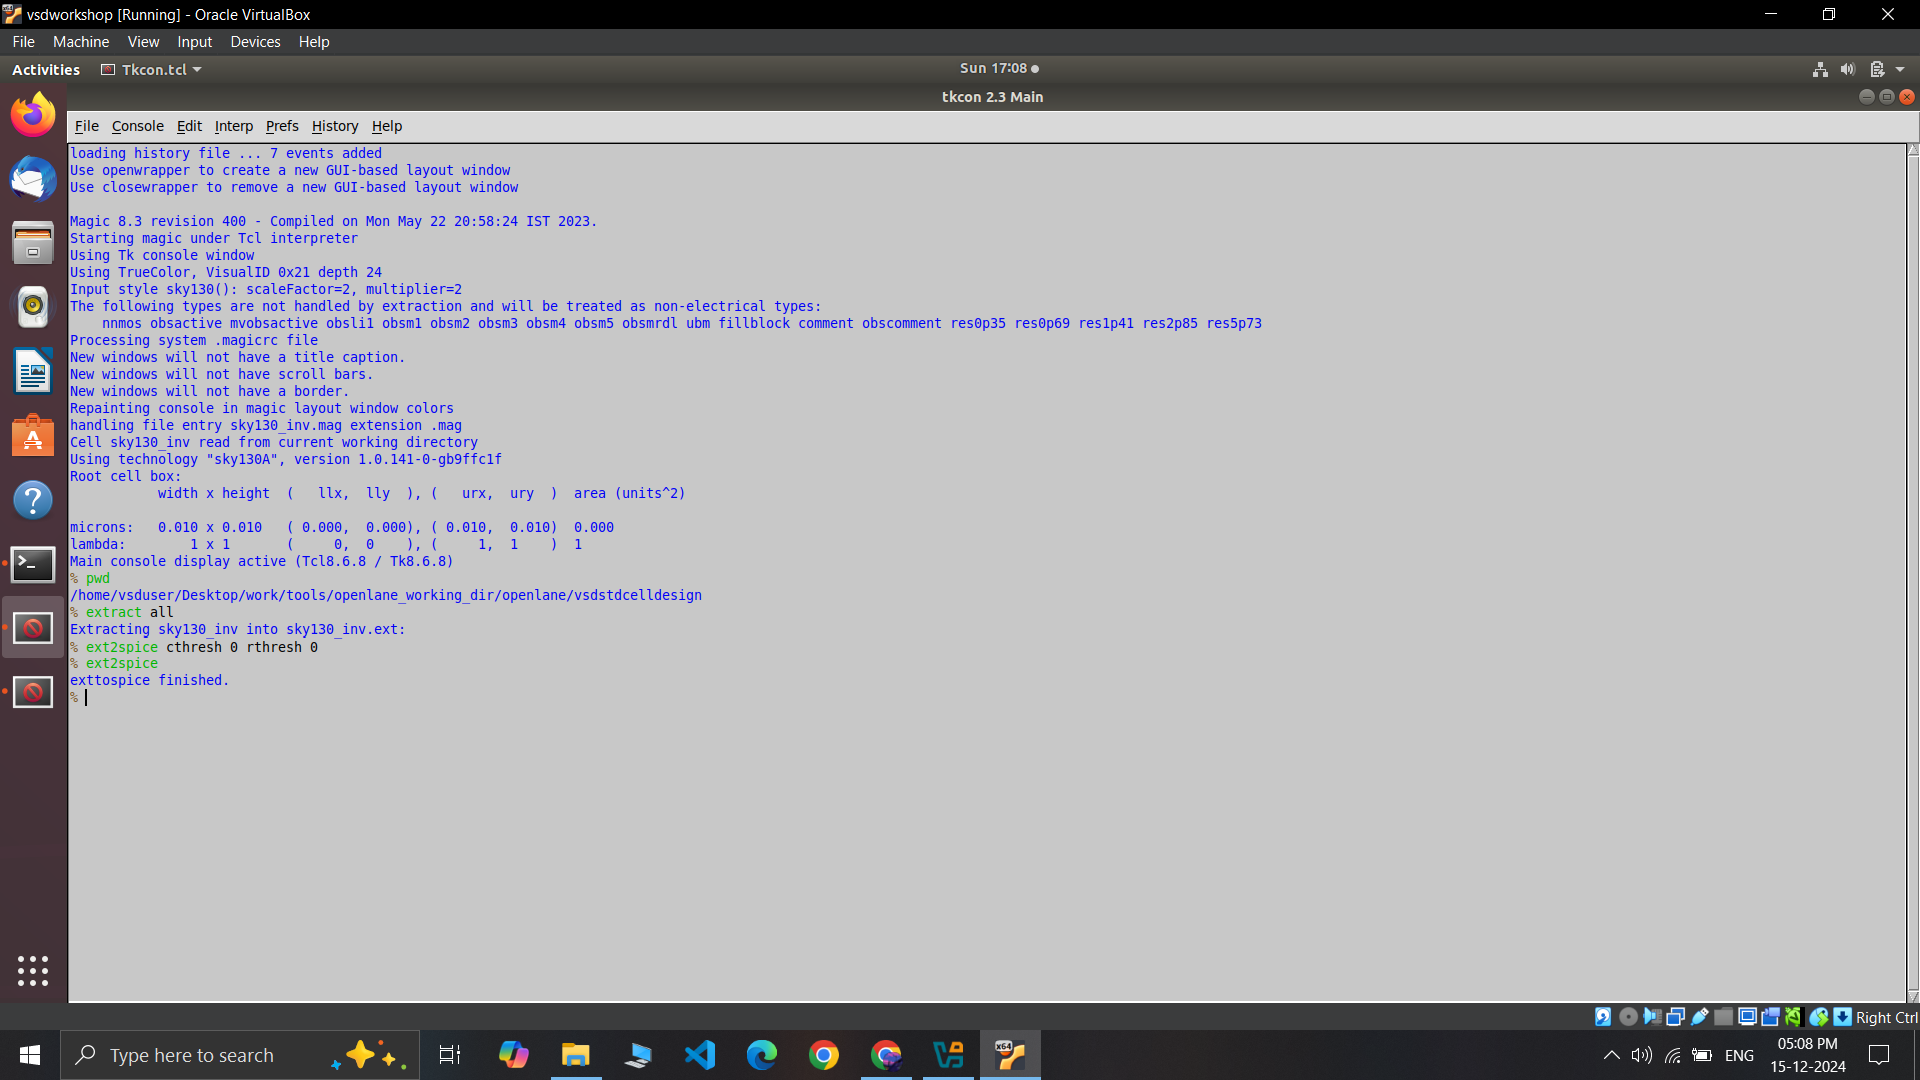 vsdworkshop [Running] - Oracle VirtualBox
File Machine View Input Devices Help
Activities Tkcon.tcl Sun 17:08
tkcon 2.3 Main
File Console Edit Interp Prefs History Help
loading history file ... 7 events added
Use openwrapper to create a new GUI-based layout window
Use closewrapper to remove a new GUI-based layout window
Magic 8.3 revision 400 - Compiled on Mon May 22 20:58:24 IST 2023.
Starting magic under Tcl interpreter
Using Tk console window
Using TrueColor, VisualID 0x21 depth 24
Input style sky130(): scaleFactor=2, multiplier=2
The following types are not handled by extraction and will be treated as non-electrical types:
nnmos obsactive mvobsactive obsli1 obsm1 obsm2 obsm3 obsm4 obsm5 obsmrdl ubm fillblock comment obscomment res0p35 res0p69 res1p41 res2p85 res5p73
Processing system .magicrc file
New windows will not have a title caption.
New windows will not have scroll bars.
New windows will not have a border.
Repainting console in magic layout window colors
handling file entry sky130_inv.mag extension .mag
Cell sky130_inv read from current working directory
Using technology "sky130A", version 1.0.141-0-gb9ffc1f
Root cell box:
width x height ( llx, lly ), ( urx, ury ) area (units^2)
microns: 0.010 x 0.010 ( 0.000, 0.000), ( 0.010, 0.010) 0.000
lambda: 1 x 1 ( 0, 0 ), ( 1, 1 ) 1
Main console display active (Tcl8.6.8 / Tk8.6.8)
% pwd
/home/vsduser/Desktop/work/tools/openlane_working_dir/openlane/vsdstdcelldesign
% extract all
Extracting sky130_inv into sky130_inv.ext:
% ext2spice cthresh 0 rthresh 0
% ext2spice
exttospice finished.
%
Right Ctrl
Type here to search
x64
ENG
05:08 PM
15-12-2024